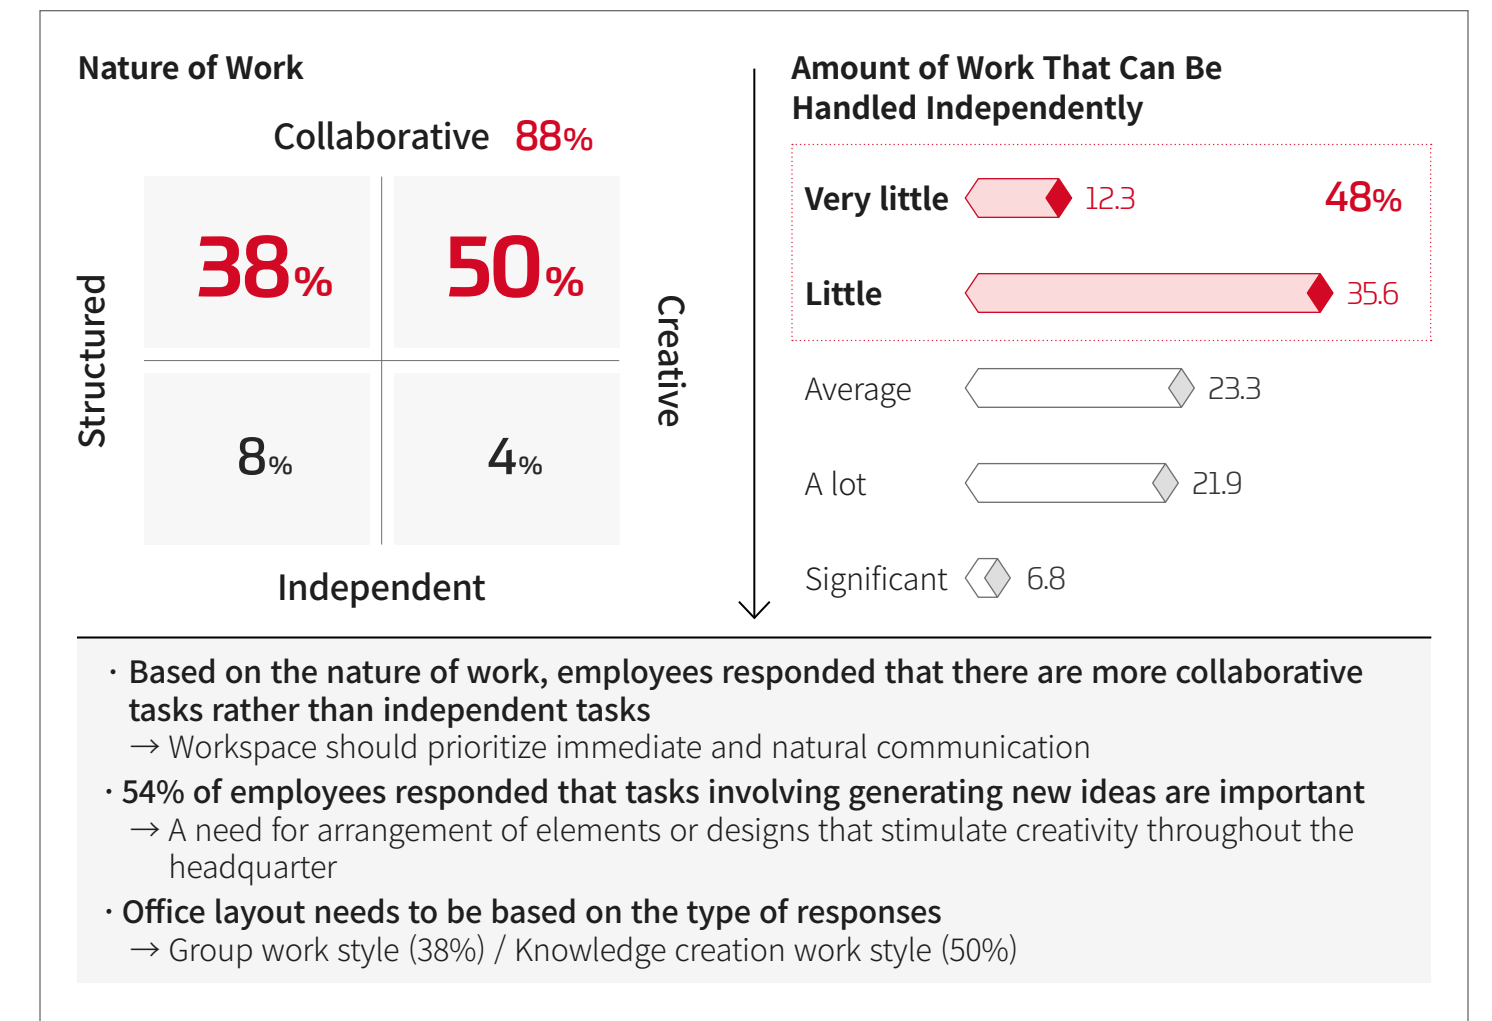 Nature of Work
Collaborative 88%
Structured
38%
50%
Creative
8%
4%
Independent
Amount of Work That Can Be
Handled Independently
Very little 12.3 48%
Little 35.6
Average 23.3
A lot 21.9
Significant 6.8
· Based on the nature of work, employees responded that there are more collaborative
tasks rather than independent tasks
→ Workspace should prioritize immediate and natural communication
· 54% of employees responded that tasks involving generating new ideas are important
→ A need for arrangement of elements or designs that stimulate creativity throughout the
headquarter
· Office layout needs to be based on the type of responses
→ Group work style (38%) / Knowledge creation work style (50%)